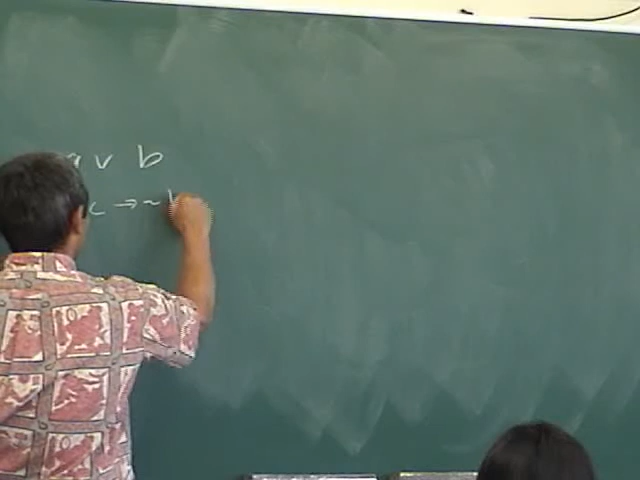 a v b
c → ~